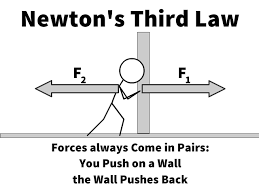 Newton's Third Law
F2 F1
Forces always Come in Pairs:
You Push on a Wall
the Wall Pushes Back